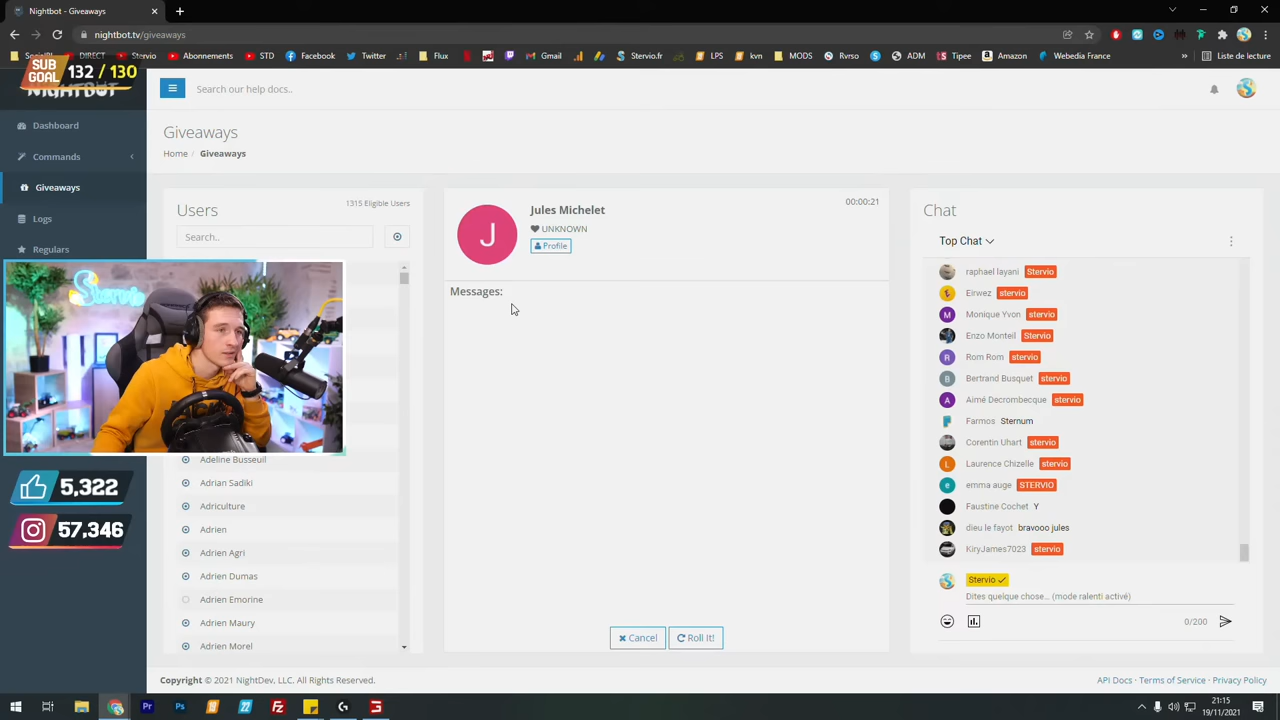 Nightbot - Giveaways
nightbot.tv/giveaways
Stervio
Abonnements
STND
Facebook
Twitter
Flux
Gmail
Stervio.fr
LPS
kvm
MODS
Rvrso
ADM
Tipee
Amazon
Webedia France
»
Liste de lecture
SUB
GOAL
132 / 130
NIGHTBOT
Search our help docs..
Dashboard
Commands
Giveaways
Logs
Regulars
Giveaways
Home / Giveaways
Users
1315 Eligible Users
Search..
Stervio
Adeline Busseuil
Adrian Sadiki
Adriculture
Adrien
Adrien Agri
Adrien Dumas
Adrien Emorine
Adrien Maury
Adrien Morel
5,322
57,346
J
Jules Michelet
UNKNOWN
Profile
00:00:21
Messages:
Cancel
Roll It!
Chat
Top Chat
raphael layani Stervio
Eirwez stervio
M Monique Yvon stervio
Enzo Monteil Stervio
R Rom Rom stervio
B Bertrand Busquet stervio
A Aimé Decrombecque stervio
Farmos Sternum
Corentin Uhart stervio
L Laurence Chizelle stervio
e emma auge STERVIO
Faustine Cochet Y
dieu le fayot bravooo jules
KiryJames7023 stervio
Stervio
Dites quelque chose... (mode ralenti activé)
0/200
Copyright © 2021 NightDev, LLC. All Rights Reserved.
API Docs - Terms of Service - Privacy Policy
21:15
19/11/2021